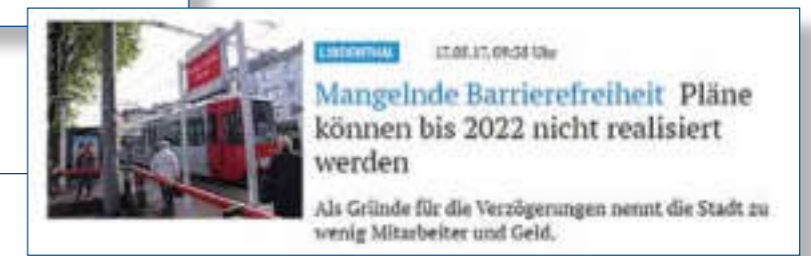 LINDENTHAL
Mangelnde Barrierefreiheit Pläne
können bis 2022 nicht realisiert
werden
Als Gründe für die Verzögerungen nennt die Stadt zu
wenig Mitarbeiter und Geld.